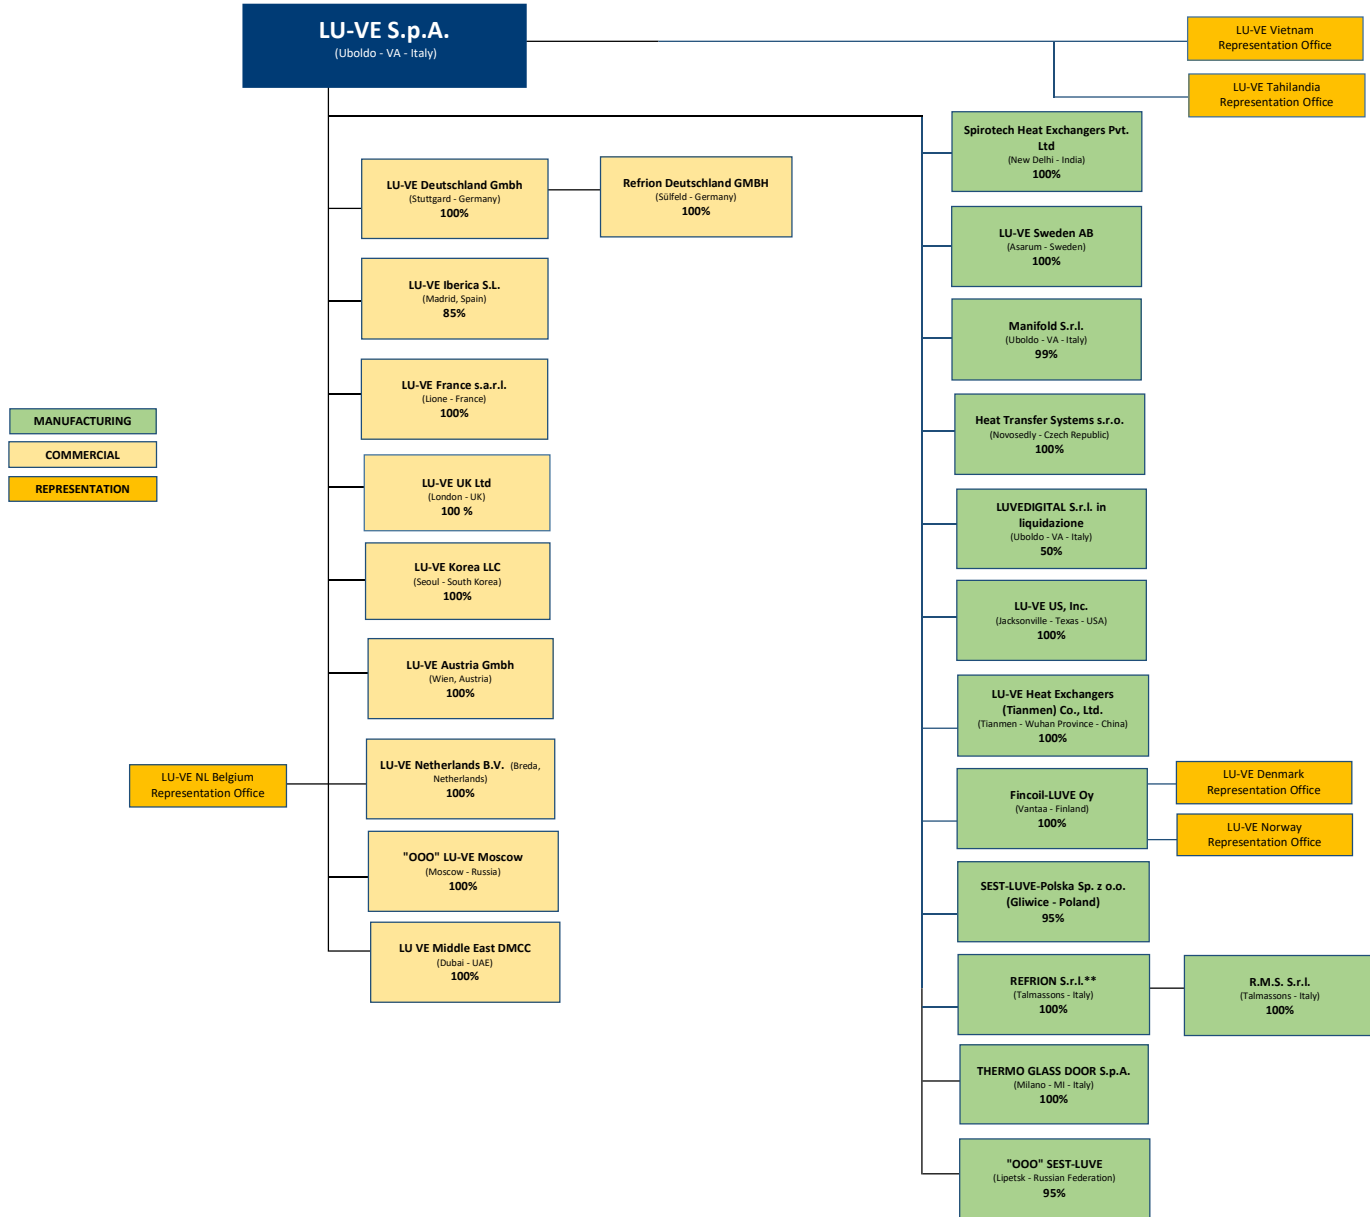 LU-VE S.p.A.
(Uboldo - VA - Italy)
LU-VE Vietnam
Representation Office
LU-VE Tahilandia
Representation Office
LU-VE Deutschland Gmbh
(Stuttgard - Germany)
100%
Refrion Deutschland GMBH
(Sülfeld - Germany)
100%
LU-VE Iberica S.L.
(Madrid, Spain)
85%
LU-VE France s.a.r.l.
(Lione - France)
100%
MANUFACTURING
COMMERCIAL
REPRESENTATION
LU-VE UK Ltd
(London - UK)
100 %
LU-VE Korea LLC
(Seoul - South Korea)
100%
LU-VE Austria Gmbh
(Wien, Austria)
100%
LU-VE NL Belgium
Representation Office
LU-VE Netherlands B.V. (Breda,
Netherlands)
100%
"OOO" LU-VE Moscow
(Moscow - Russia)
100%
LU VE Middle East DMCC
(Dubai - UAE)
100%
Spirotech Heat Exchangers Pvt.
Ltd
(New Delhi - India)
100%
LU-VE Sweden AB
(Asarum - Sweden)
100%
Manifold S.r.l.
(Uboldo - VA - Italy)
99%
Heat Transfer Systems s.r.o.
(Novosedly - Czech Republic)
100%
LUVEDIGITAL S.r.l. in
liquidazione
(Uboldo - VA - Italy)
50%
LU-VE US, Inc.
(Jacksonville - Texas - USA)
100%
LU-VE Heat Exchangers
(Tianmen) Co., Ltd.
(Tianmen - Wuhan Province - China)
100%
Fincoil-LUVE Oy
(Vantaa - Finland)
100%
LU-VE Denmark
Representation Office
LU-VE Norway
Representation Office
SEST-LUVE-Polska Sp. z o.o.
(Gliwice - Poland)
95%
REFRION S.r.l.**
(Talmassons - Italy)
100%
R.M.S. S.r.l.
(Talmassons - Italy)
100%
THERMO GLASS DOOR S.p.A.
(Milano - MI - Italy)
100%
"OOO" SEST-LUVE
(Lipetsk - Russian Federation)
95%